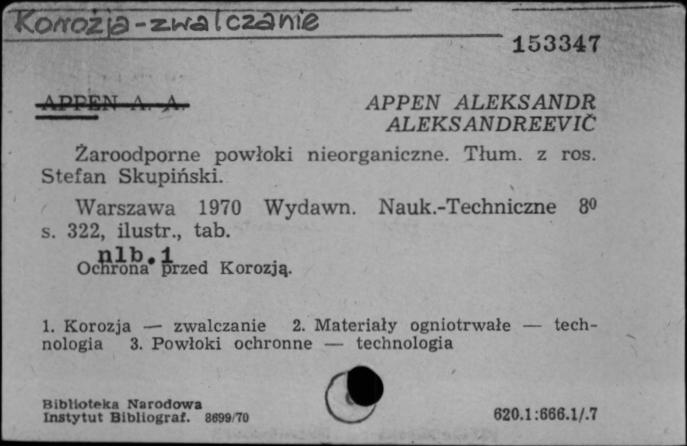 Korrozja-zwalczanie
153347
APPEN A. A.
APPEN ALEKSANDR
ALEKSANDREEVIČ
Żaroodporne powłoki nieorganiczne. Tłum. z ros.
Stefan Skupiński.
Warszawa 1970 Wydawn. Nauk.-Techniczne 8⁰
s. 322, ilustr., tab.
nlb. 1
Ochrona przed Korozją.
1. Korozja — zwalczanie 2. Materiały ogniotrwałe — tech-
nologia 3. Powłoki ochronne — technologia
Biblioteka Narodowa
Instytut Bibliograf. 8699/70
620.1:666.1/.7